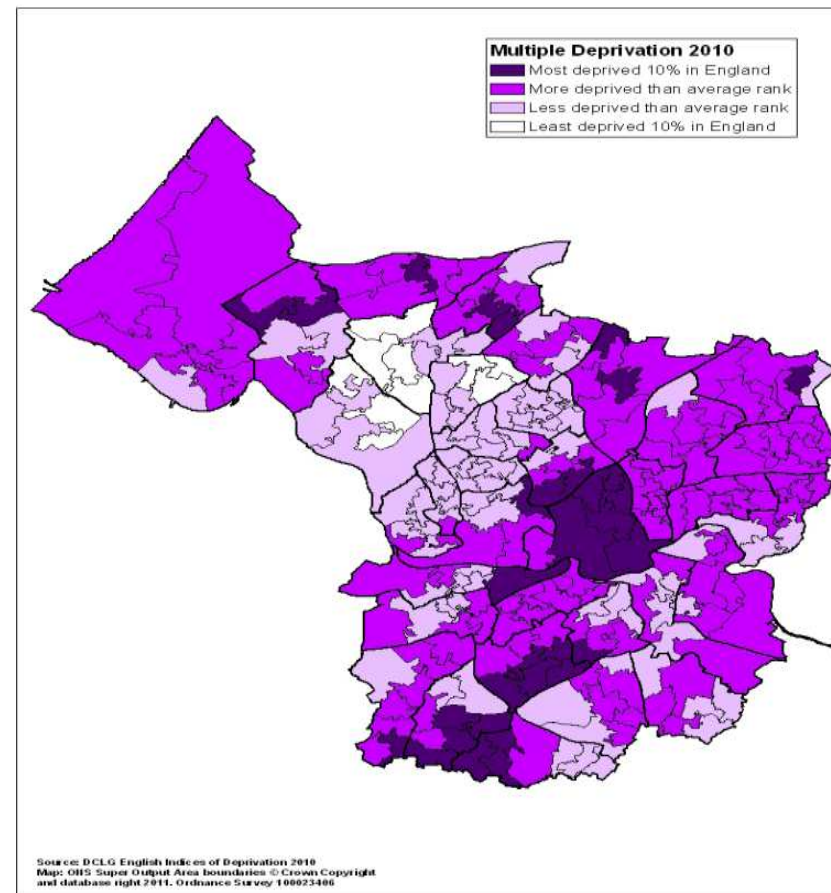 Multiple Deprivation 2010
Most deprived 10% in England
More deprived than average rank
Less deprived than average rank
Least deprived 10% in England
Source: DCLG English Indices of Deprivation 2010
Map: ONS Super Output Area boundaries © Crown Copyright
and database right 2011. Ordnance Survey 100023406